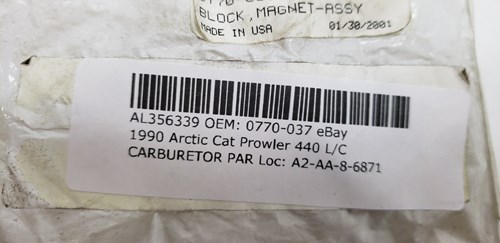 BLOCK, MAGNET-ASSY
MADE IN USA 01/30/2001
AL356339 OEM: 0770-037 eBay
1990 Arctic Cat Prowler 440 L/C
CARBURETOR PAR Loc: A2-AA-8-6871